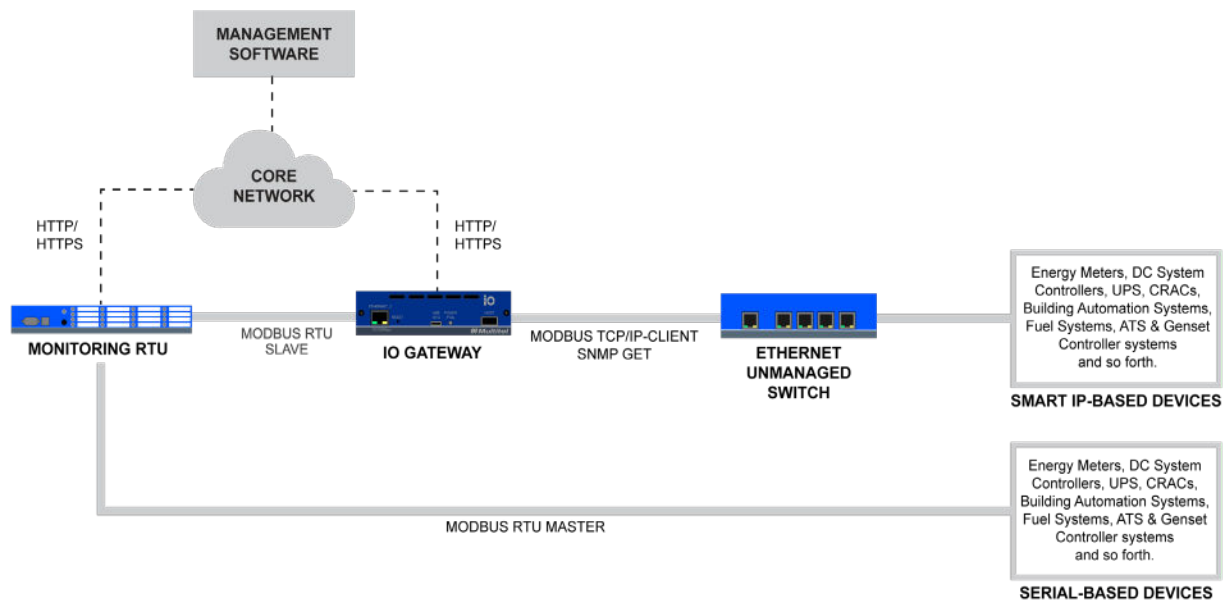 MANAGEMENT
SOFTWARE
CORE
NETWORK
HTTP/
HTTPS
HTTP/
HTTPS
MONITORING RTU
MODBUS RTU
SLAVE
iO
Multitel
IO GATEWAY
MODBUS TCP/IP-CLIENT
SNMP GET
ETHERNET
UNMANAGED
SWITCH
Energy Meters, DC System
Controllers, UPS, CRACs,
Building Automation Systems,
Fuel Systems, ATS & Genset
Controller systems
and so forth.
SMART IP-BASED DEVICES
MODBUS RTU MASTER
Energy Meters, DC System
Controllers, UPS, CRACs,
Building Automation Systems,
Fuel Systems, ATS & Genset
Controller systems
and so forth.
SERIAL-BASED DEVICES